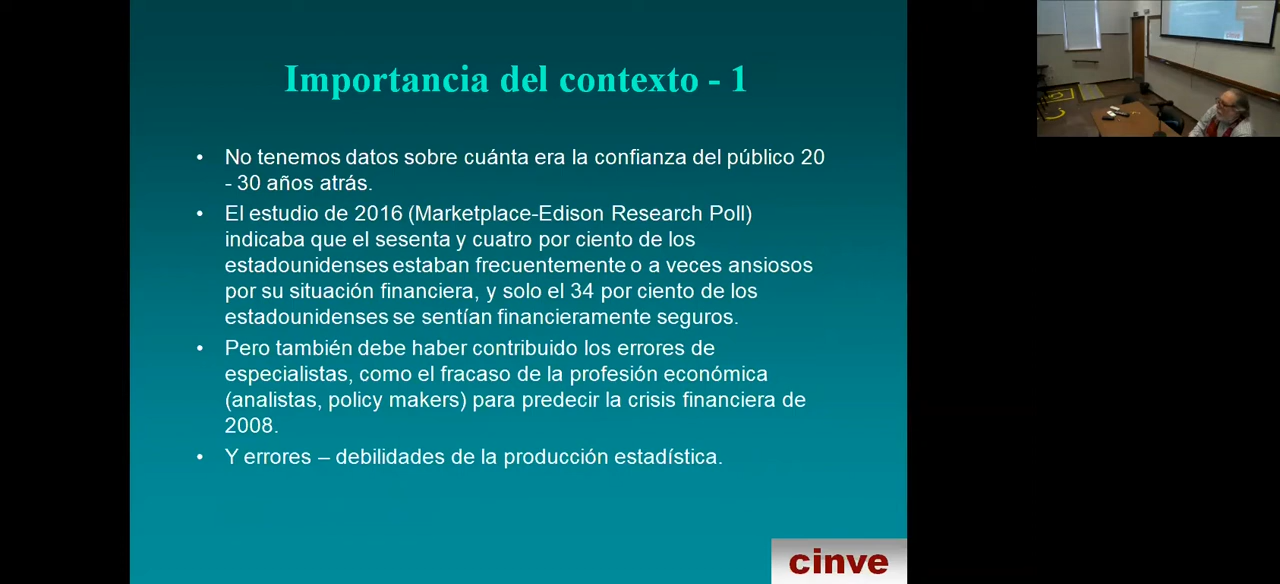 Importancia del contexto - 1
• No tenemos datos sobre cuánta era la confianza del público 20
- 30 años atrás.
• El estudio de 2016 (Marketplace-Edison Research Poll)
indicaba que el sesenta y cuatro por ciento de los
estadounidenses estaban frecuentemente o a veces ansiosos
por su situación financiera, y solo el 34 por ciento de los
estadounidenses se sentían financieramente seguros.
• Pero también debe haber contribuido los errores de
especialistas, como el fracaso de la profesión económica
(analistas, policy makers) para predecir la crisis financiera de
2008.
• Y errores – debilidades de la producción estadística.
cinve
cinve